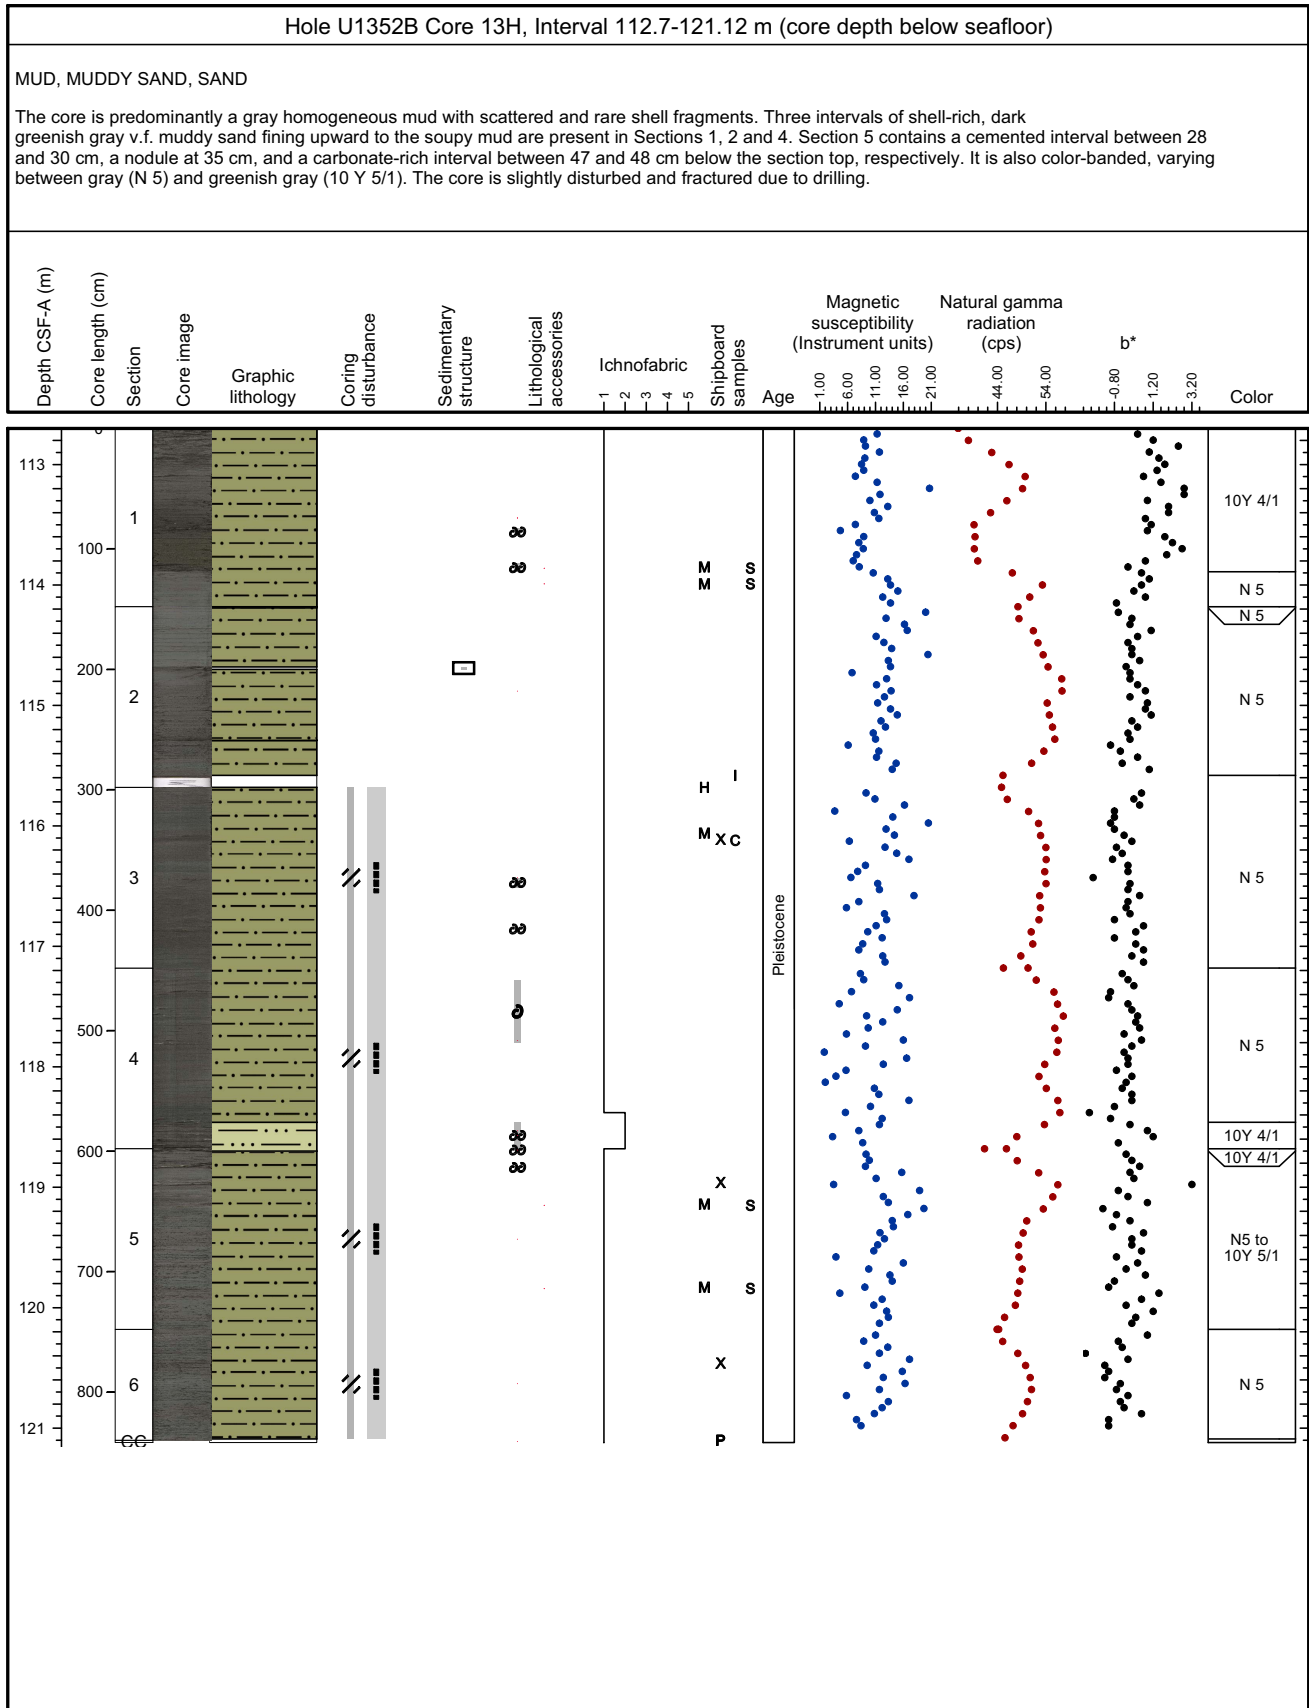 Hole U1352B Core 13H, Interval 112.7-121.12 m (core depth below seafloor)
MUD, MUDDY SAND, SAND
The core is predominantly a gray homogeneous mud with scattered and rare shell fragments. Three intervals of shell-rich, dark
greenish gray v.f. muddy sand fining upward to the soupy mud are present in Sections 1, 2 and 4. Section 5 contains a cemented interval between 28
and 30 cm, a nodule at 35 cm, and a carbonate-rich interval between 47 and 48 cm below the section top, respectively. It is also color-banded, varying
between gray (N 5) and greenish gray (10 Y 5/1). The core is slightly disturbed and fractured due to drilling.
Depth CSF-A (m)
Core length (cm)
Section
Core image
Graphic
lithology
Coring
disturbance
Sedimentary
structure
Lithological
accessories
Ichnofabric
1 2 3 4 5
Shipboard
samples
Age
Magnetic
susceptibility
(Instrument units)
1.00 6.00 11.00 16.00 21.00
Natural gamma
radiation
(cps)
44.00 54.00
b*
-0.80 1.20 3.20
Color
0
113
1
10Y 4/1
100
M S
114
M S
N 5
N 5
200
2
115
N 5
I
300
H
116
M X C
3
N 5
400
Pleistocene
117
500
4
N 5
118
10Y 4/1
600
10Y 4/1
119
X
M S
5
N5 to
10Y 5/1
700
M S
120
X
6
N 5
800
121
CC
P